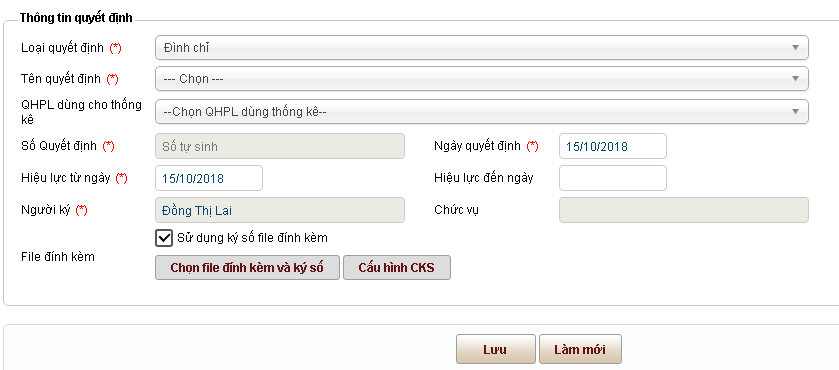 Thông tin quyết định
Loại quyết định (*) Đình chỉ
Tên quyết định (*) --- Chọn ---
QHPL dùng cho thống kê --Chọn QHPL dùng thống kê--
Số Quyết định (*) Số tự sinh Ngày quyết định (*) 15/10/2018
Hiệu lực từ ngày (*) 15/10/2018 Hiệu lực đến ngày
Người ký (*) Đồng Thị Lai Chức vụ
Sử dụng ký số file đính kèm
File đính kèm
Chọn file đính kèm và ký số Cấu hình CKS
Lưu Làm mới